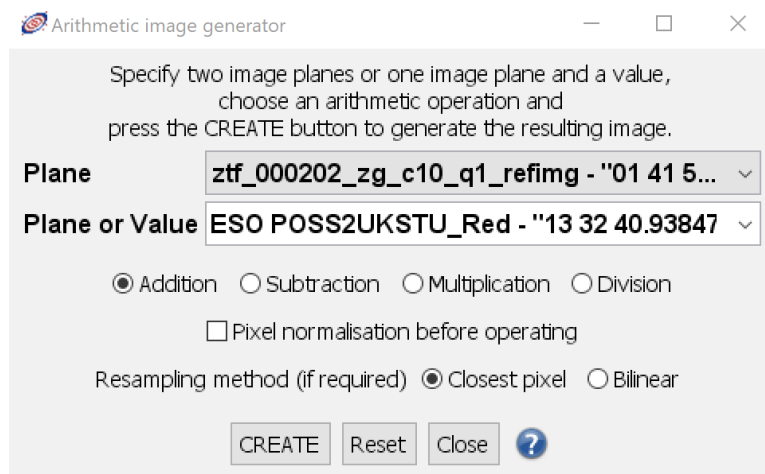 Arithmetic image generator
Specify two image planes or one image plane and a value,
choose an arithmetic operation and
press the CREATE button to generate the resulting image.
Plane ztf_000202_zg_c10_q1_refimg - "01 41 5...
Plane or Value ESO POSS2UKSTU_Red - "13 32 40.93847
Addition Subtraction Multiplication Division
Pixel normalisation before operating
Resampling method (if required) Closest pixel Bilinear
CREATE Reset Close ?